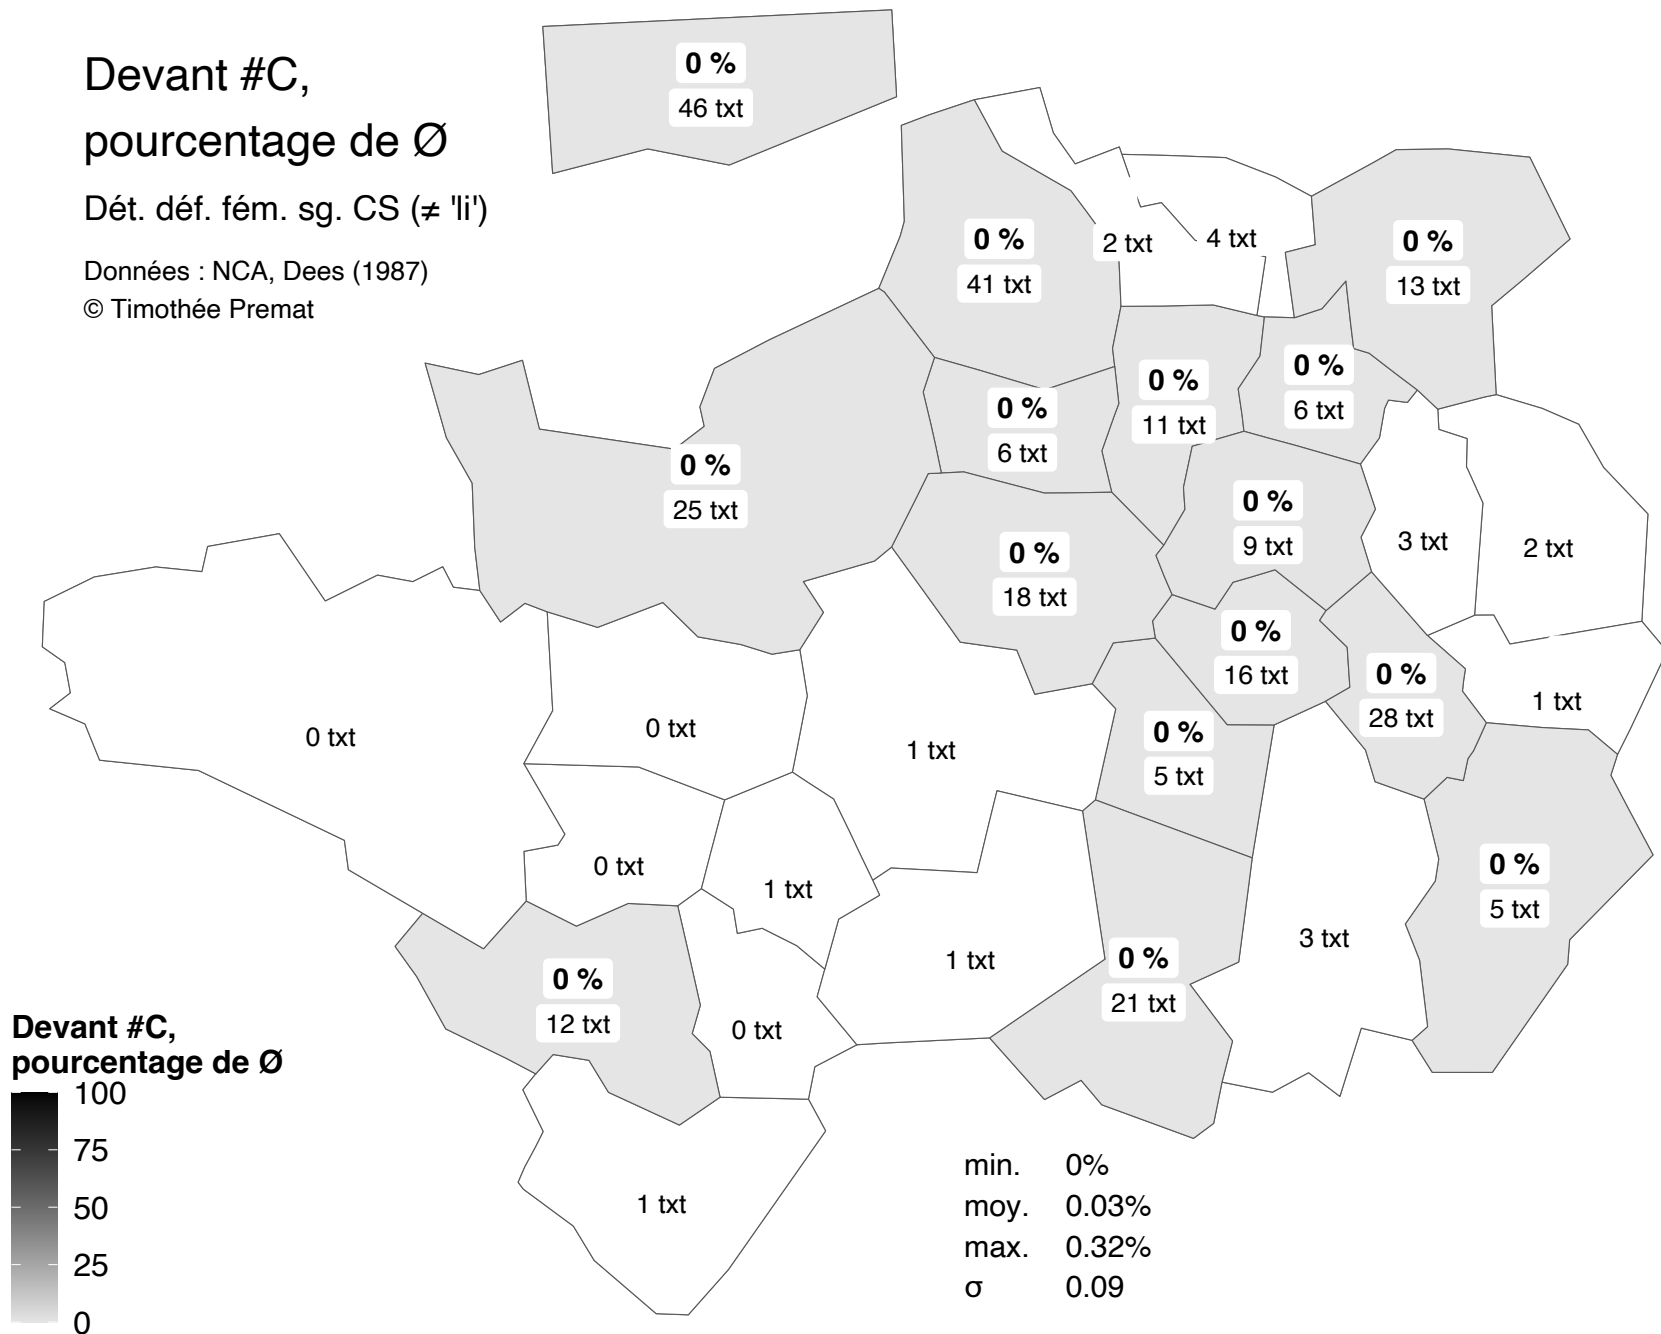 Devant #C,
pourcentage de Ø
Dét. déf. fém. sg. CS (≠ 'li')
Données : NCA, Dees (1987)
© Timothée Premat
0 %
46 txt
0 %
41 txt
2 txt
4 txt
0 %
13 txt
0 %
25 txt
0 %
6 txt
0 %
11 txt
0 %
6 txt
0 %
9 txt
3 txt
2 txt
0 %
18 txt
0 %
16 txt
0 %
28 txt
1 txt
0 txt
0 txt
1 txt
0 %
5 txt
0 txt
1 txt
0 %
5 txt
0 %
12 txt
0 txt
1 txt
0 %
21 txt
3 txt
1 txt
Devant #C,
pourcentage de Ø
100
75
50
25
0
min. 0%
moy. 0.03%
max. 0.32%
σ 0.09